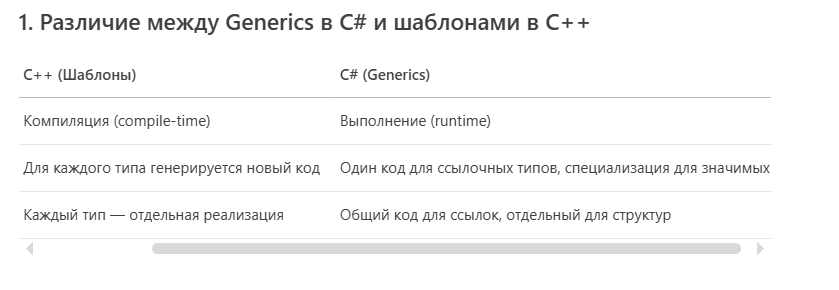 1. Различие между Generics в C# и шаблонами в C++
C++ (Шаблоны) C# (Generics)
Компиляция (compile-time) Выполнение (runtime)
Для каждого типа генерируется новый код Один код для ссылочных типов, специализация для значимых
Каждый тип — отдельная реализация Общий код для ссылок, отдельный для структур